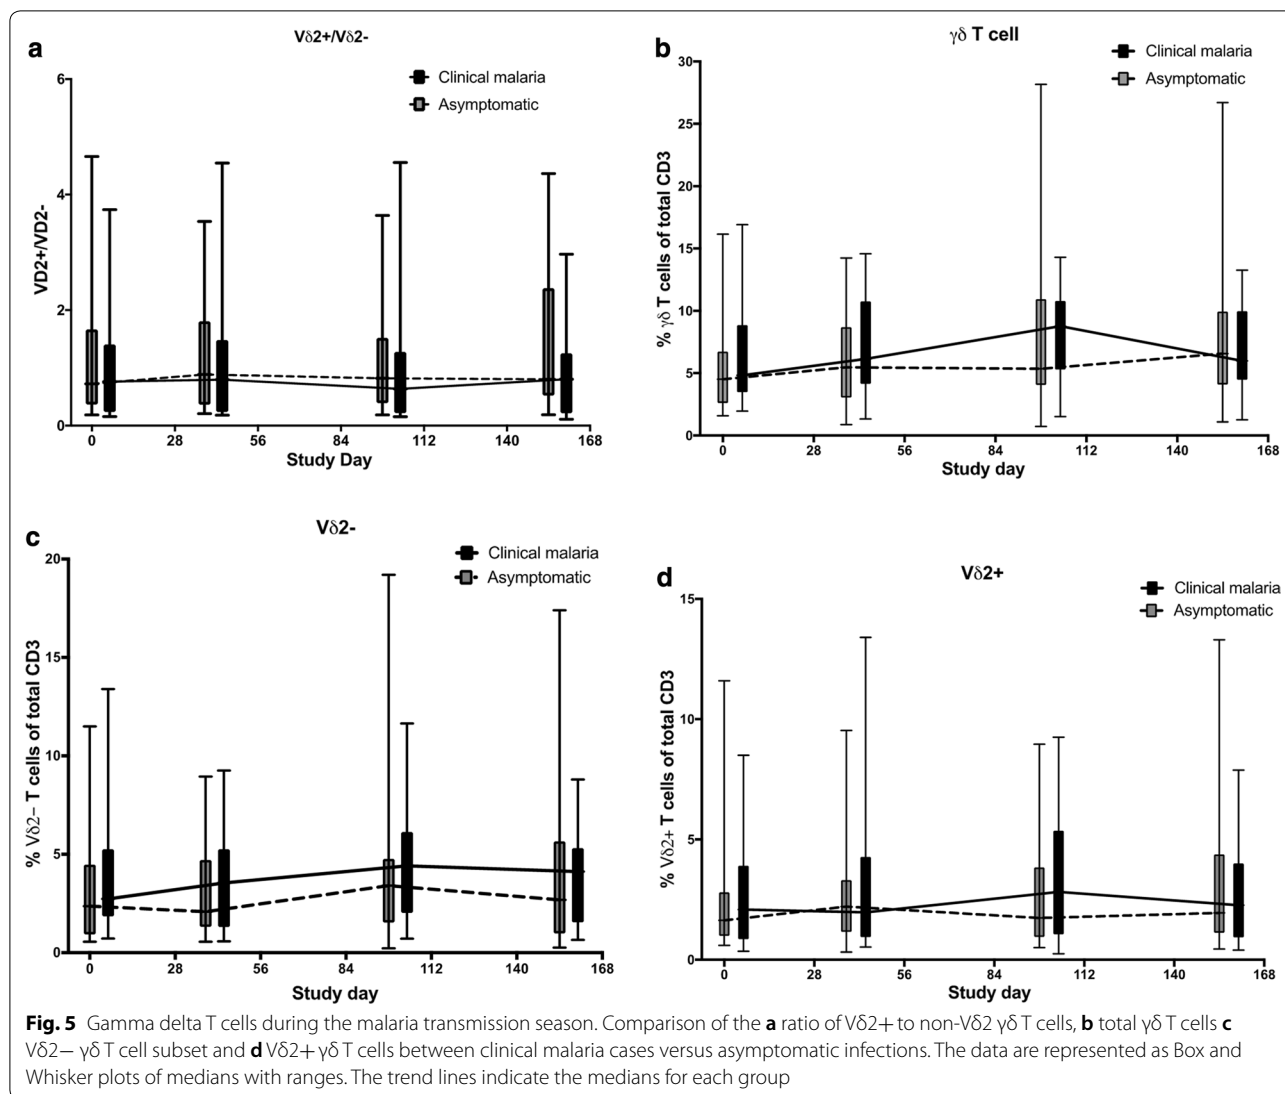 a
Vδ2+/Vδ2-
Clinical malaria
Asymptomatic
VD2+/VD2-
6
4
2
0
0 28 56 84 112 140 168
Study Day
b
γδ T cell
Clinical malaria
Asymptomatic
% γδ T cells of total CD3
30
25
20
15
10
5
0
0 28 56 84 112 140 168
Study day
c
Vδ2-
Clinical malaria
Asymptomatic
% Vδ2− T cells of total CD3
20
15
10
5
0
0 28 56 84 112 140 168
Study day
d
Vδ2+
Clinical malaria
Asymptomatic
% Vδ2+ T cells of total CD3
15
10
5
0
0 28 56 84 112 140 168
Study day
Fig. 5 Gamma delta T cells during the malaria transmission season. Comparison of the a ratio of Vδ2+ to non-Vδ2 γδ T cells, b total γδ T cells c
Vδ2− γδ T cell subset and d Vδ2+ γδ T cells between clinical malaria cases versus asymptomatic infections. The data are represented as Box and
Whisker plots of medians with ranges. The trend lines indicate the medians for each group